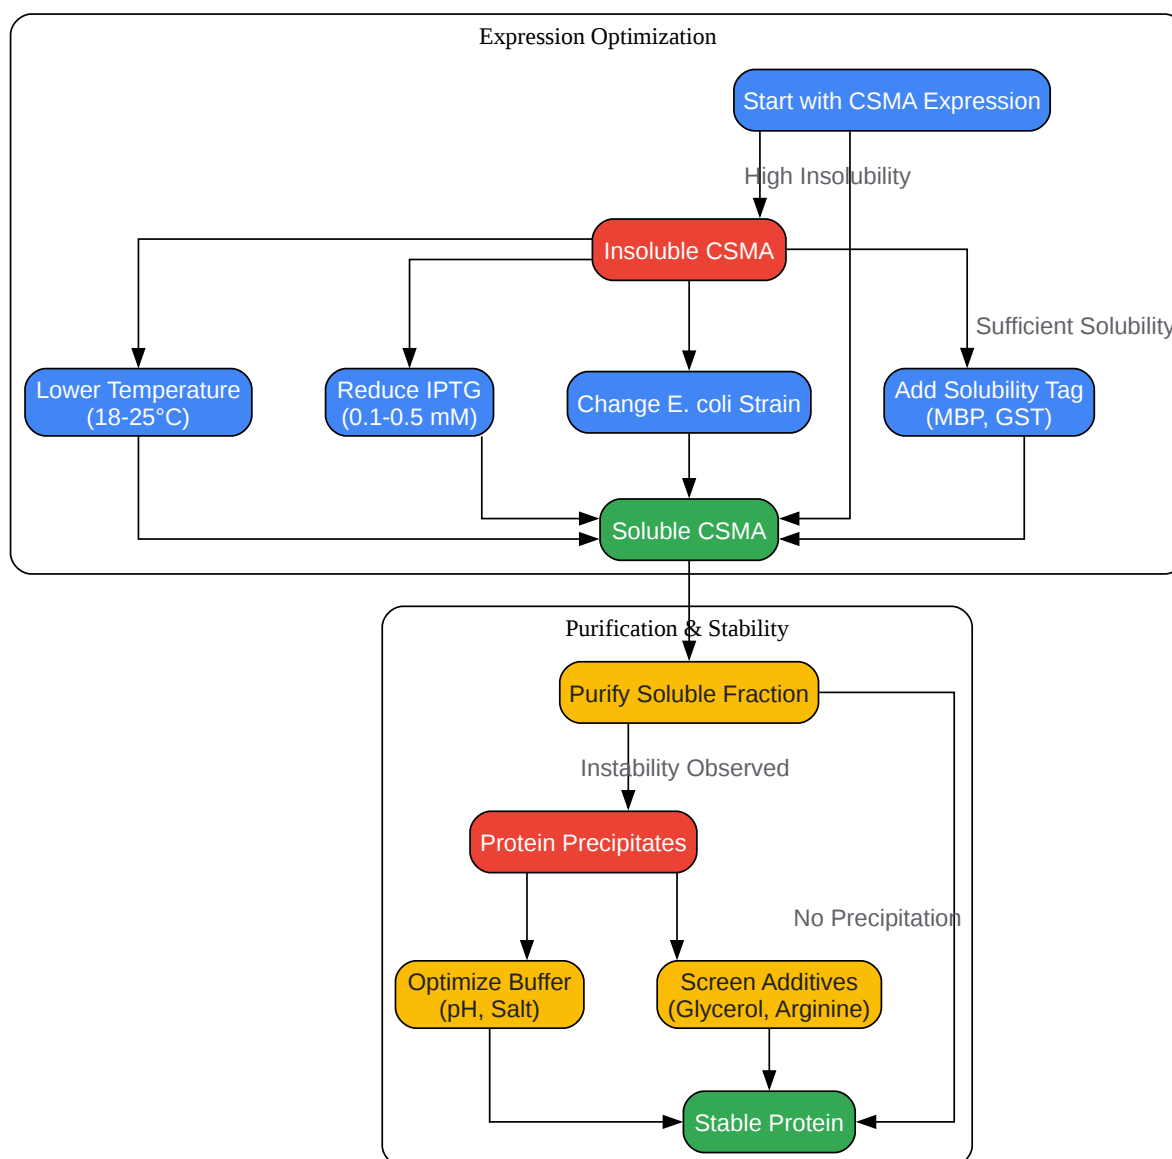 Expression Optimization
Start with CSMA Expression
High Insolubility
Insoluble CSMA
Sufficient Solubility
Lower Temperature
(18-25°C)
Reduce IPTG
(0.1-0.5 mM)
Change E. coli Strain
Add Solubility Tag
(MBP, GST)
Soluble CSMA
Purification & Stability
Purify Soluble Fraction
Instability Observed
Protein Precipitates
No Precipitation
Optimize Buffer
(pH, Salt)
Screen Additives
(Glycerol, Arginine)
Stable Protein